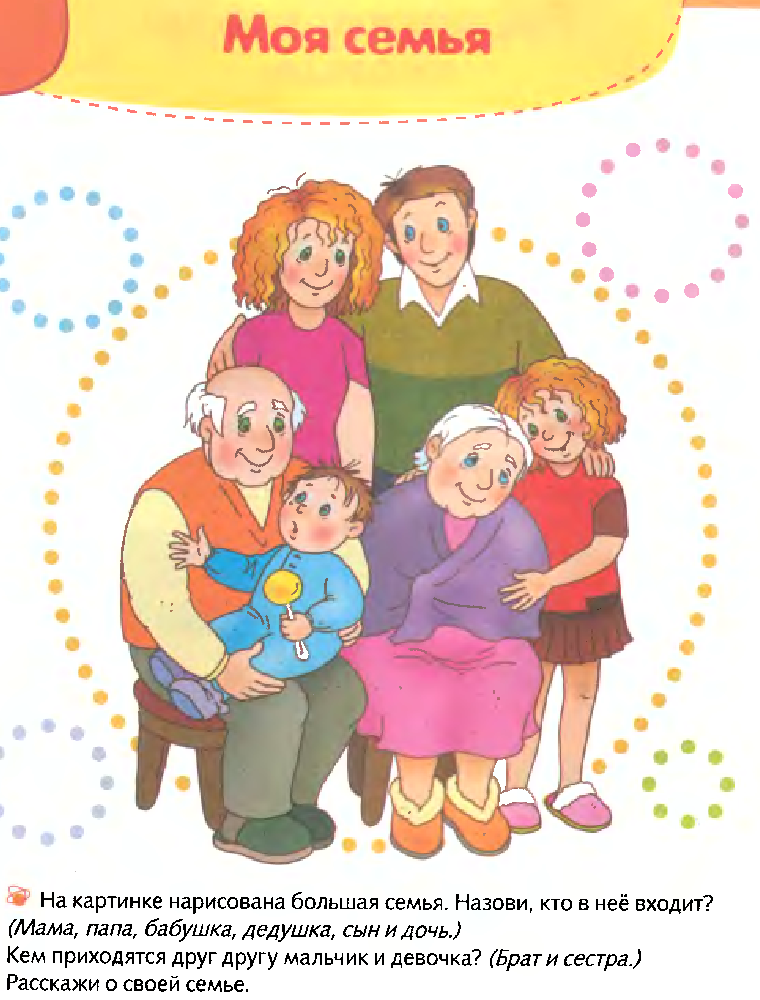 Моя семья
На картинке нарисована большая семья. Назови, кто в неё входит?
(Мама, папа, бабушка, дедушка, сын и дочь.)
Кем приходятся друг другу мальчик и девочка? (Брат и сестра.)
Расскажи о своей семье.